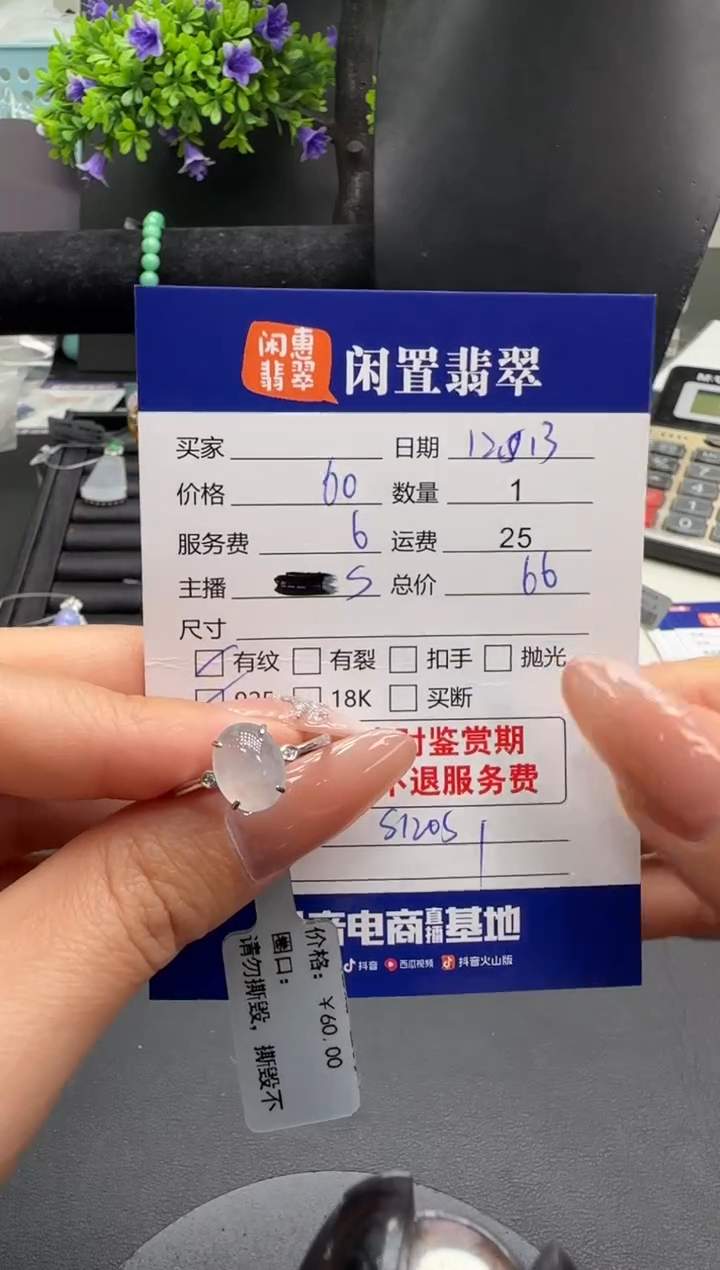 闲惠
翡翠
闲置翡翠
买家 日期 12.13
价格 60 数量 1
服务费 6 运费 25
主播 S 总价 66
尺寸
有纹 有裂 扣手 抛光
925 18K 买断
时鉴赏期
不退服务费
S1205
音电商直播基地
抖音 西瓜视频 抖音火山版
价格: ￥60.00
圈口:
请勿撕毁, 撕毁不